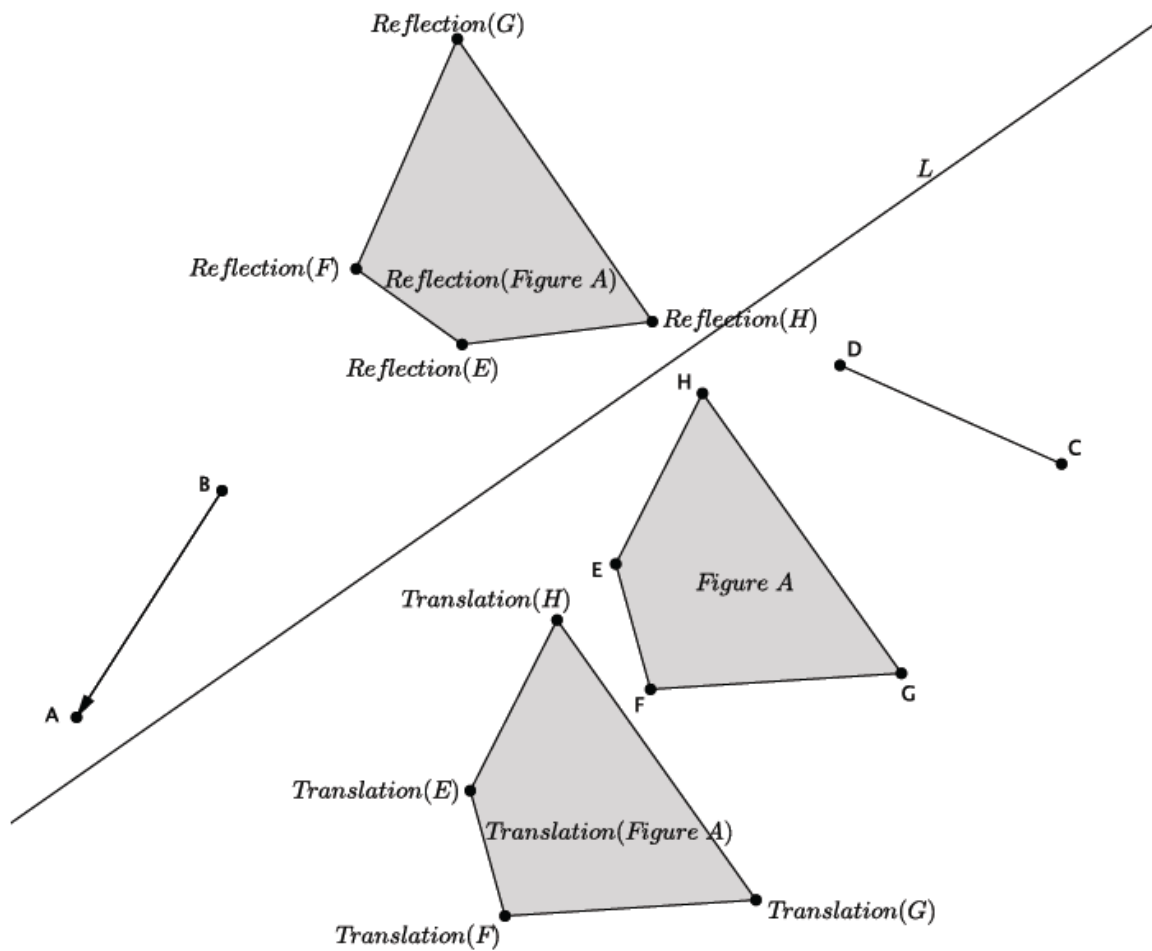 Reflection(G)
L
Reflection(F)
Reflection(Figure A)
Reflection(H)
Reflection(E)
D
H
C
B
E
Figure A
Translation(H)
G
F
A
Translation(E)
Translation(Figure A)
Translation(G)
Translation(F)